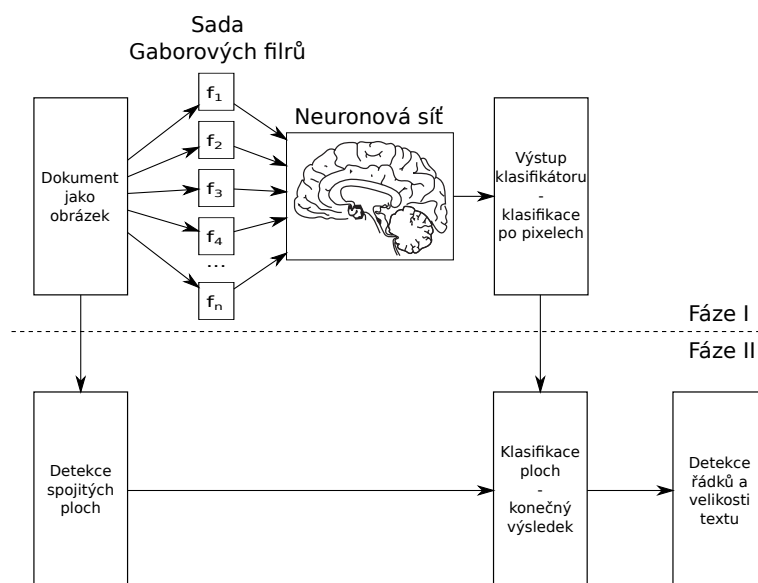 Sada
Gaborových filrů
Dokument
jako
obrázek
f1
f2
f3
f4
...
fn
Neuronová síť
Výstup
klasifikátoru
-
klasifikace
po pixelech
Fáze I
Fáze II
Detekce
spojitých
ploch
Klasifikace
ploch
-
konečný
výsledek
Detekce
řádků a
velikosti
textu